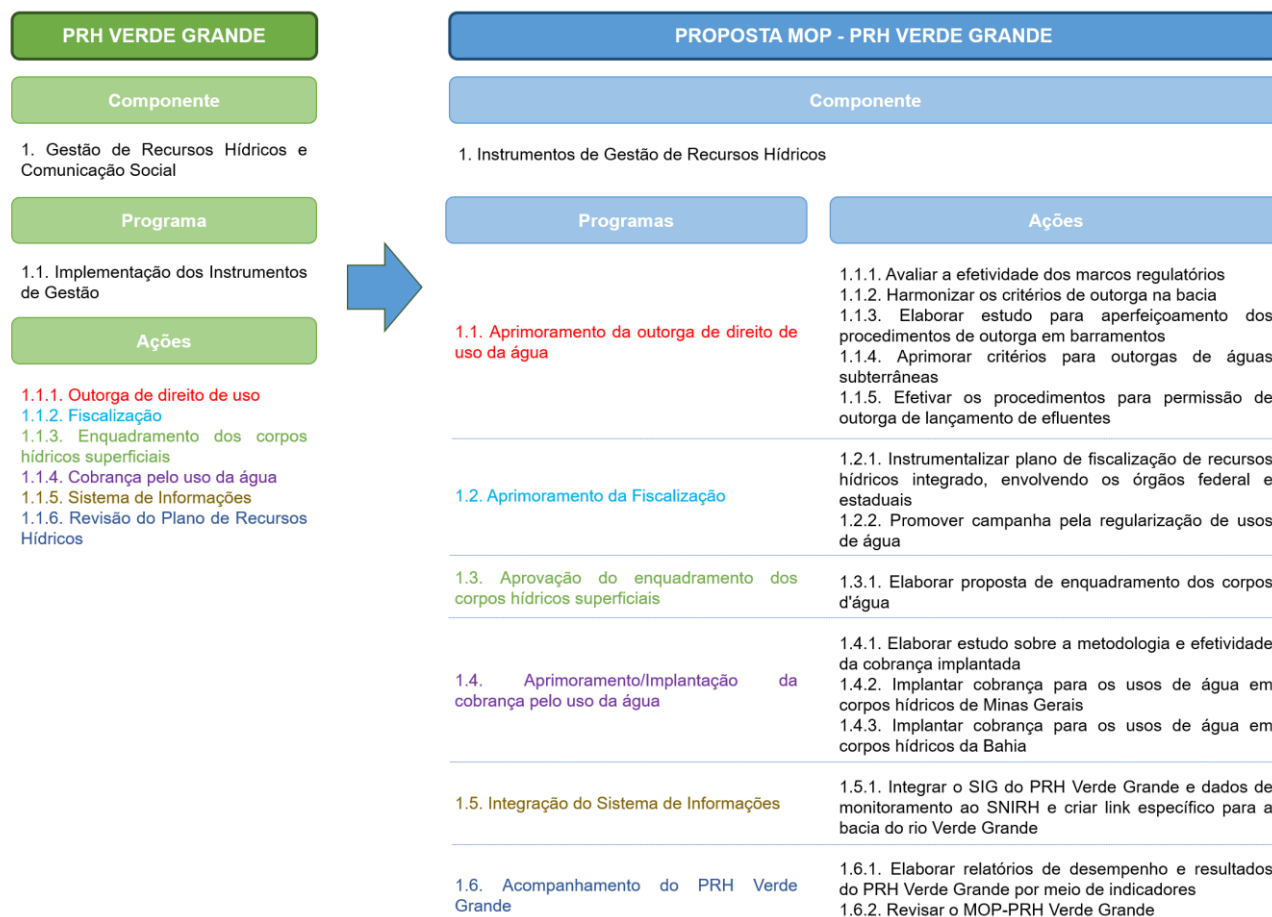 PRH VERDE GRANDE
Componente
1. Gestão de Recursos Hídricos e
Comunicação Social
Programa
1.1. Implementação dos Instrumentos
de Gestão
Ações
1.1.1. Outorga de direito de uso
1.1.2. Fiscalização
1.1.3. Enquadramento dos corpos
hídricos superficiais
1.1.4. Cobrança pelo uso da água
1.1.5. Sistema de Informações
1.1.6. Revisão do Plano de Recursos
Hídricos
PROPOSTA MOP - PRH VERDE GRANDE
Componente
1. Instrumentos de Gestão de Recursos Hídricos
Programas
Ações
1.1. Aprimoramento da outorga de direito de
uso da água
1.1.1. Avaliar a efetividade dos marcos regulatórios
1.1.2. Harmonizar os critérios de outorga na bacia
1.1.3. Elaborar estudo para aperfeiçoamento dos
procedimentos de outorga em barramentos
1.1.4. Aprimorar critérios para outorgas de águas
subterrâneas
1.1.5. Efetivar os procedimentos para permissão de
outorga de lançamento de efluentes
1.2. Aprimoramento da Fiscalização
1.2.1. Instrumentalizar plano de fiscalização de recursos
hídricos integrado, envolvendo os órgãos federal e
estaduais
1.2.2. Promover campanha pela regularização de usos
de água
1.3. Aprovação do enquadramento dos
corpos hídricos superficiais
1.3.1. Elaborar proposta de enquadramento dos corpos
d'água
1.4. Aprimoramento/Implantação da
cobrança pelo uso da água
1.4.1. Elaborar estudo sobre a metodologia e efetividade
da cobrança implantada
1.4.2. Implantar cobrança para os usos de água em
corpos hídricos de Minas Gerais
1.4.3. Implantar cobrança para os usos de água em
corpos hídricos da Bahia
1.5. Integração do Sistema de Informações
1.5.1. Integrar o SIG do PRH Verde Grande e dados de
monitoramento ao SNIRH e criar link específico para a
bacia do rio Verde Grande
1.6. Acompanhamento do PRH Verde
Grande
1.6.1. Elaborar relatórios de desempenho e resultados
do PRH Verde Grande por meio de indicadores
1.6.2. Revisar o MOP-PRH Verde Grande